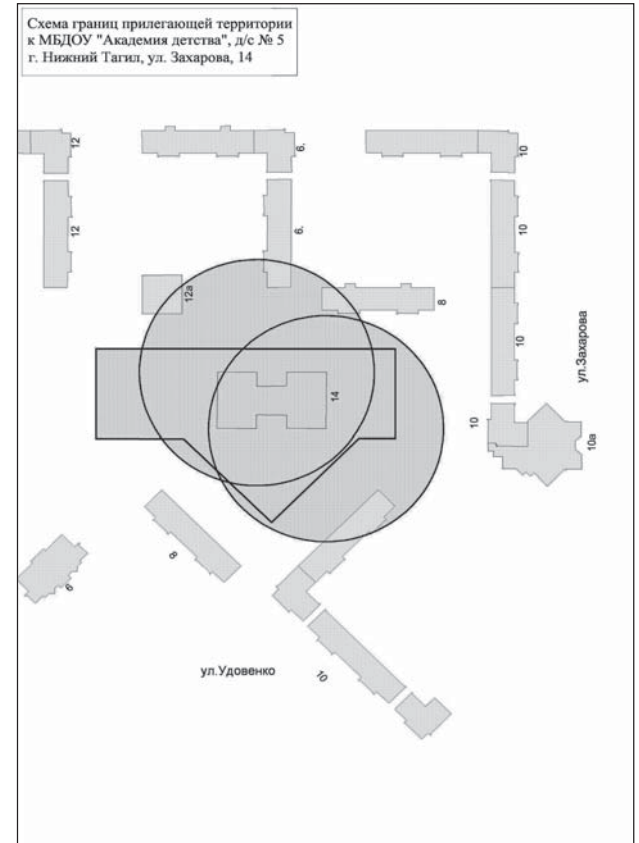 Схема границ прилегающей территории
к МБДОУ "Академия детства", д/с № 5
г. Нижний Тагил, ул. Захарова, 14
12
6.
10
12
6.
10
12а
8
10
ул.Захарова
14
10
10а
8
6
ул.Удовенко
10